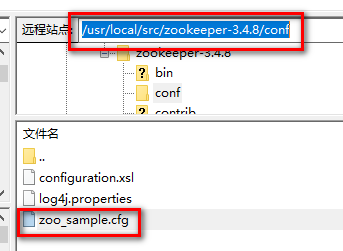 远程站点: /usr/local/src/zookeeper-3.4.8/conf
zookeeper-3.4.8
bin
conf
contrib
文件名
..
configuration.xsl
log4j.properties
zoo_sample.cfg